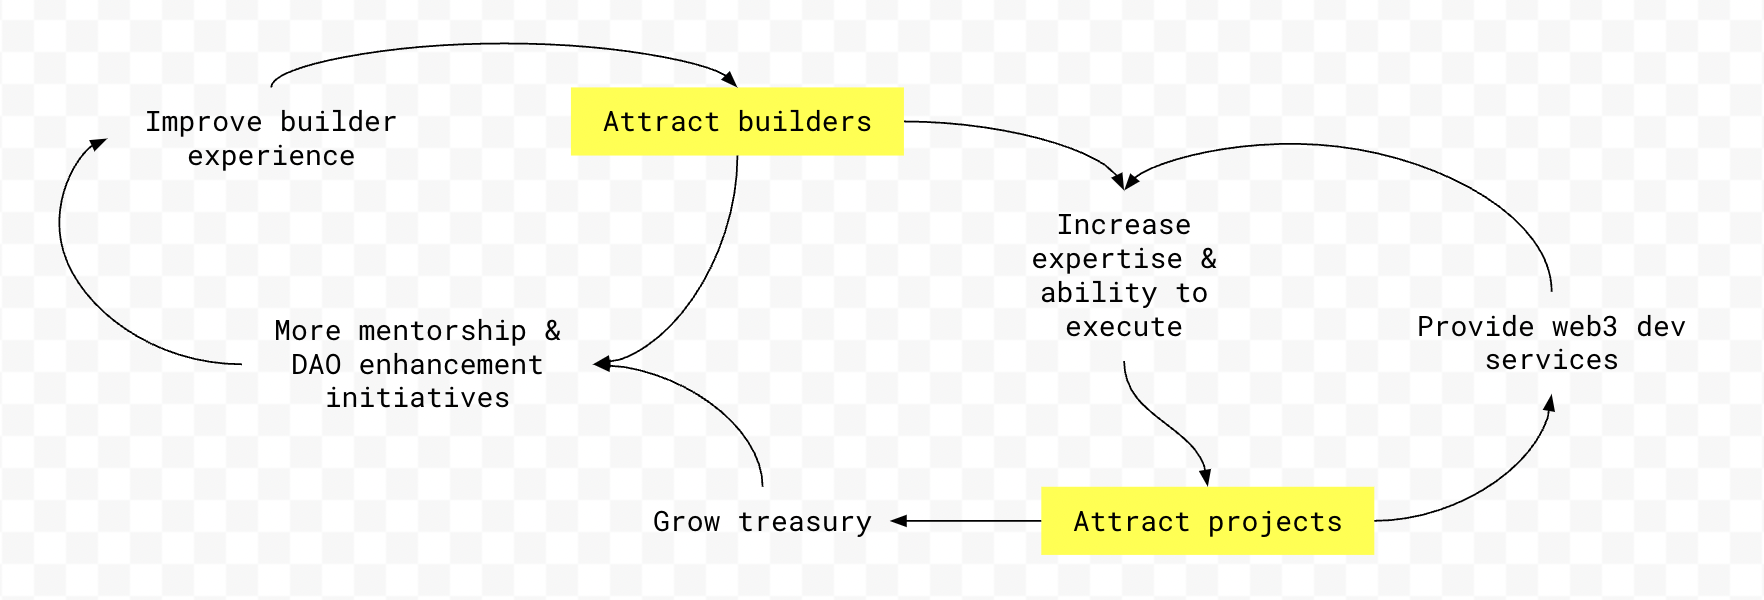 Improve builder
experience
Attract builders
Increase
expertise &
ability to
execute
Provide web3 dev
services
More mentorship &
DAO enhancement
initiatives
Grow treasury
Attract projects